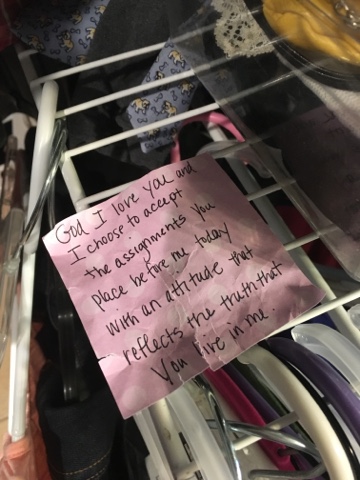 God I love you and
I choose to accept
the assignments you
place before me today
with an attitude that
reflects the truth that
You live in me.